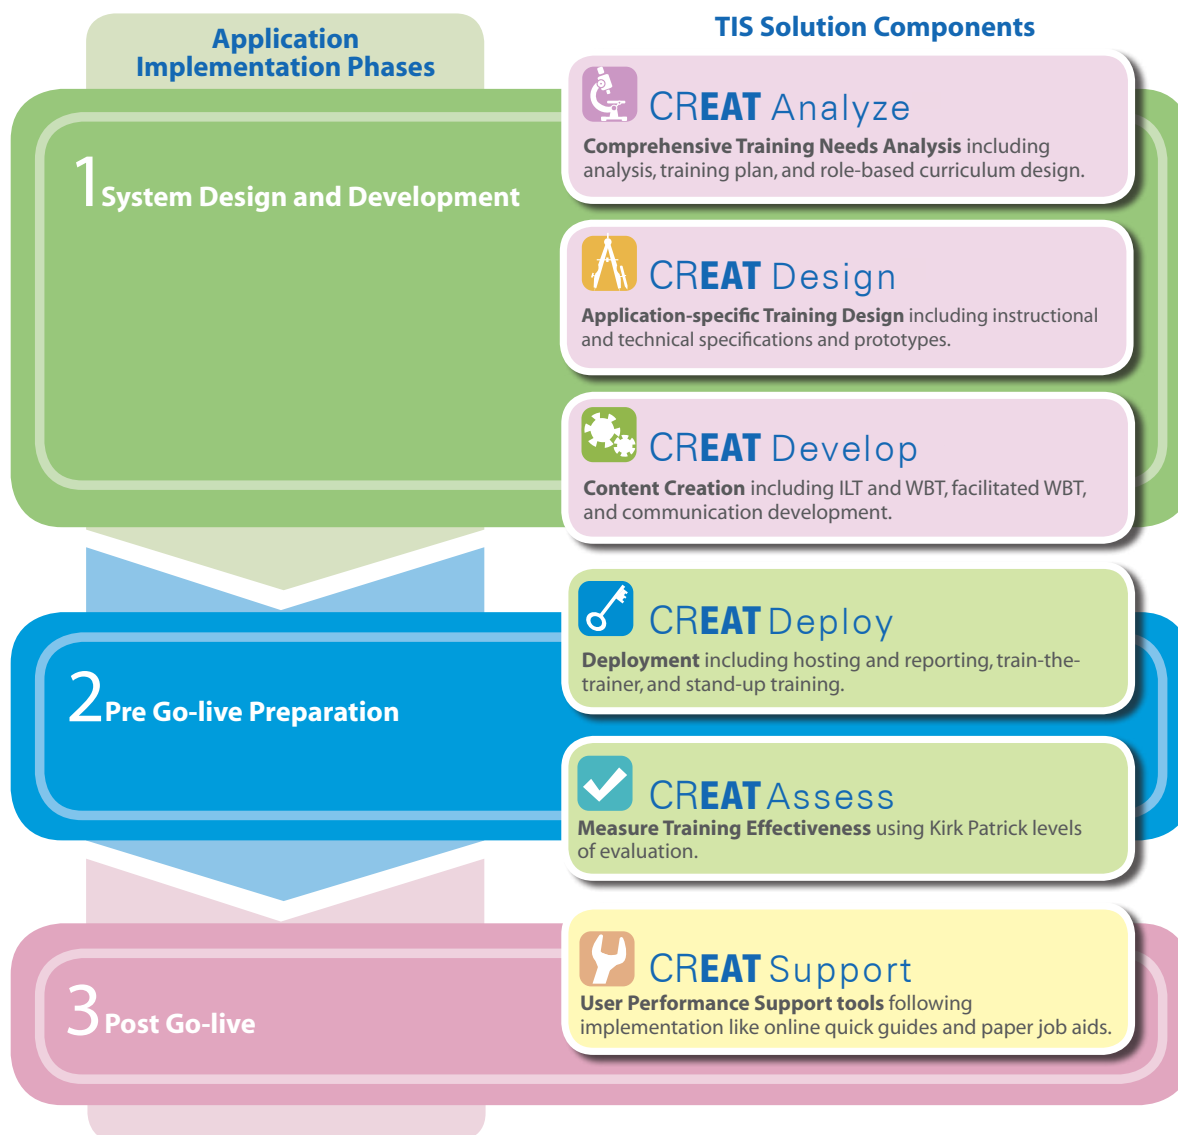 Application
Implementation Phases
TIS Solution Components
1 System Design and Development
CREAT Analyze
Comprehensive Training Needs Analysis including
analysis, training plan, and role-based curriculum design.
CREAT Design
Application-specific Training Design including instructional
and technical specifications and prototypes.
CREAT Develop
Content Creation including ILT and WBT, facilitated WBT,
and communication development.
2 Pre Go-live Preparation
CREAT Deploy
Deployment including hosting and reporting, train-the-
trainer, and stand-up training.
CREAT Assess
Measure Training Effectiveness using Kirk Patrick levels
of evaluation.
3 Post Go-live
CREAT Support
User Performance Support tools following
implementation like online quick guides and paper job aids.